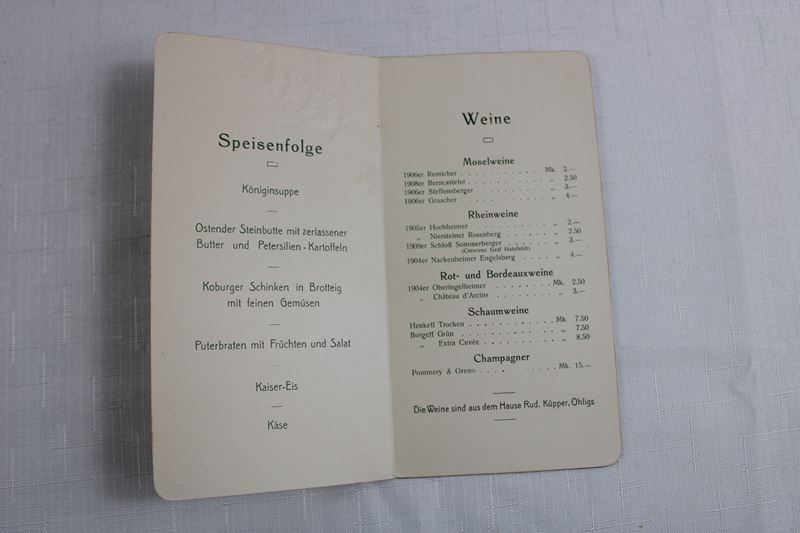 Speisenfolge
Königinsuppe
Ostender Steinbutte mit zerlassener
Butter und Petersilien-Kartoffeln
Koburger Schinken in Brotteig
mit feinen Gemüsen
Puterbraten mit Früchten und Salat
Kaiser-Eis
Käse
Weine
Moselweine
1906er Remicher . . . . . . . . . . . . Mk. 2.—
1908er Berncasteler . . . . . . . . . . „ 2.50
1906er Steffensberger . . . . . . . . . „ 3.—
1906er Graacher . . . . . . . . . . . „ 4.—
Rheinweine
1905er Hochheimer . . . . . . . . . . „ 2.—
„ Niersteiner Rosenberg . . . . . . „ 2.50
1909er Schloß Sommerberger . . . . . . „ 3.—
(Crescenz Graf Hatzfeldt)
1904er Nackenheimer Engelsberg . . . . „ 4.—
Rot- und Bordeauxweine
1904er Oberingelheimer . . . . . . . . Mk. 2.50
„ Château d'Arcins . . . . . . . . „ 3.—
Schaumweine
Henkell Trocken . . . . . . . . . . . Mk. 7.50
Burgeff Grün . . . . . . . . . . . . „ 7.50
„ Extra Cuvée . . . . . . . . . . „ 8.50
Champagner
Pommery & Greno . . . . . . . . . . Mk. 15.—
Die Weine sind aus dem Hause Rud. Küpper, Ohligs